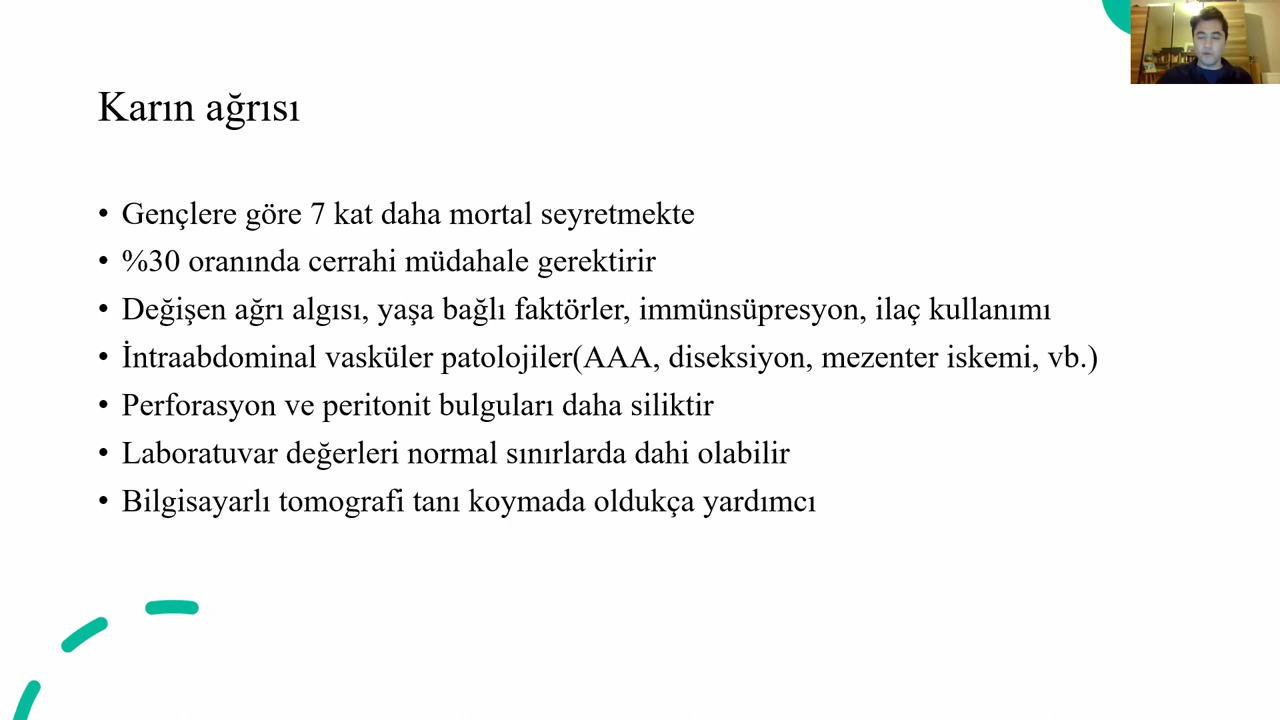 Karın ağrısı
• Gençlere göre 7 kat daha mortal seyretmekte
• %30 oranında cerrahi müdahale gerektirir
• Değişen ağrı algısı, yaşa bağlı faktörler, immünsüpresyon, ilaç kullanımı
• İntraabdominal vasküler patolojiler(AAA, diseksiyon, mezenter iskemi, vb.)
• Perforasyon ve peritonit bulguları daha siliktir
• Laboratuvar değerleri normal sınırlarda dahi olabilir
• Bilgisayarlı tomografi tanı koymada oldukça yardımcı